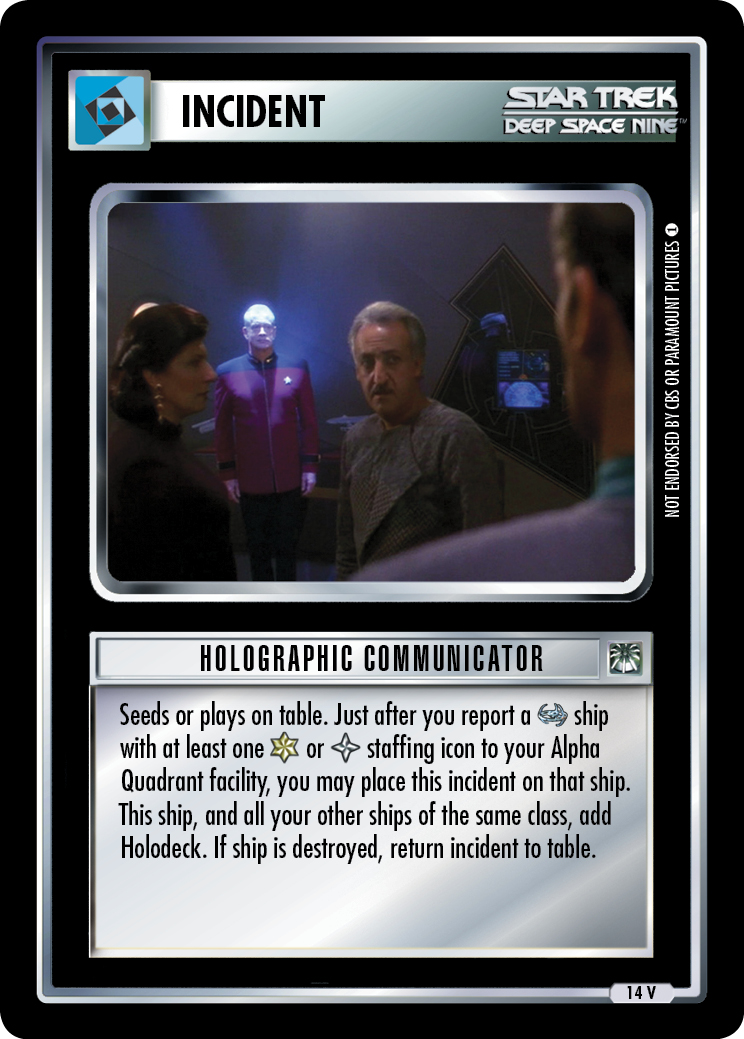 INCIDENT
STAR TREK
DEEP SPACE NINE™
NOT ENDORSED BY CBS OR PARAMOUNT PICTURES 1
HOLOGRAPHIC COMMUNICATOR
Seeds or plays on table. Just after you report a ship
with at least one or staffing icon to your Alpha
Quadrant facility, you may place this incident on that ship.
This ship, and all your other ships of the same class, add
Holodeck. If ship is destroyed, return incident to table.
14 V